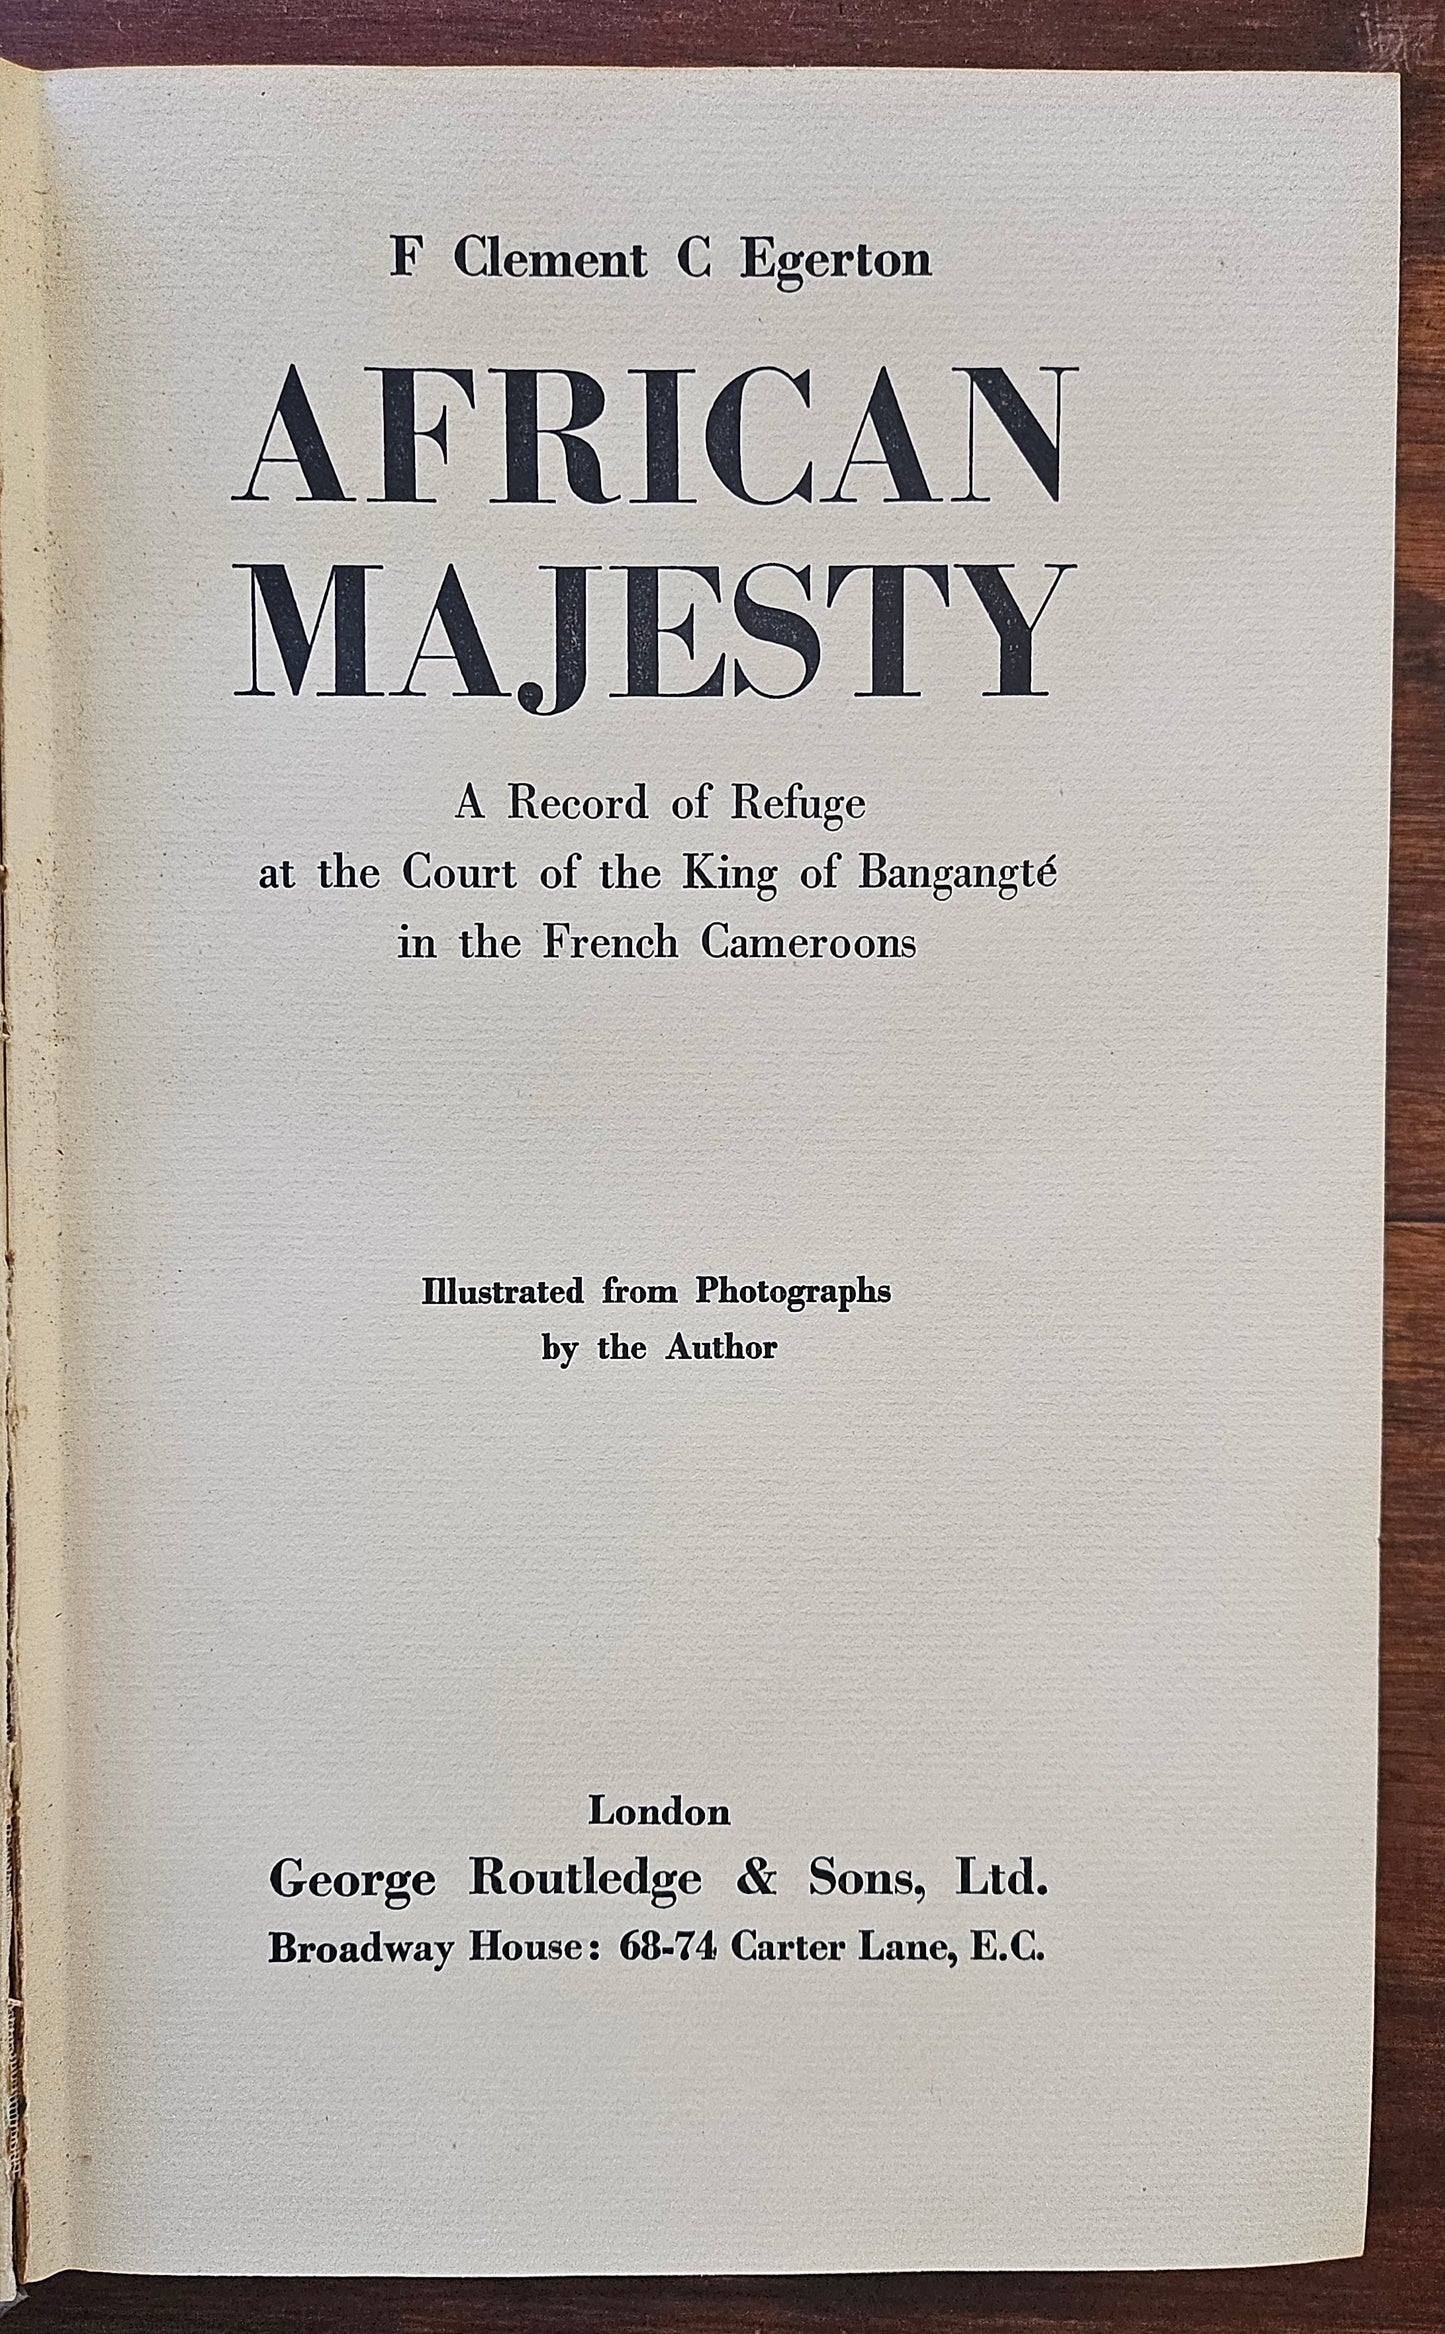 F Clement C Egerton
AFRICAN
MAJESTY
A Record of Refuge
at the Court of the King of Bangangté
in the French Cameroons
Illustrated from Photographs
by the Author
London
George Routledge & Sons, Ltd.
Broadway House: 68-74 Carter Lane, E.C.